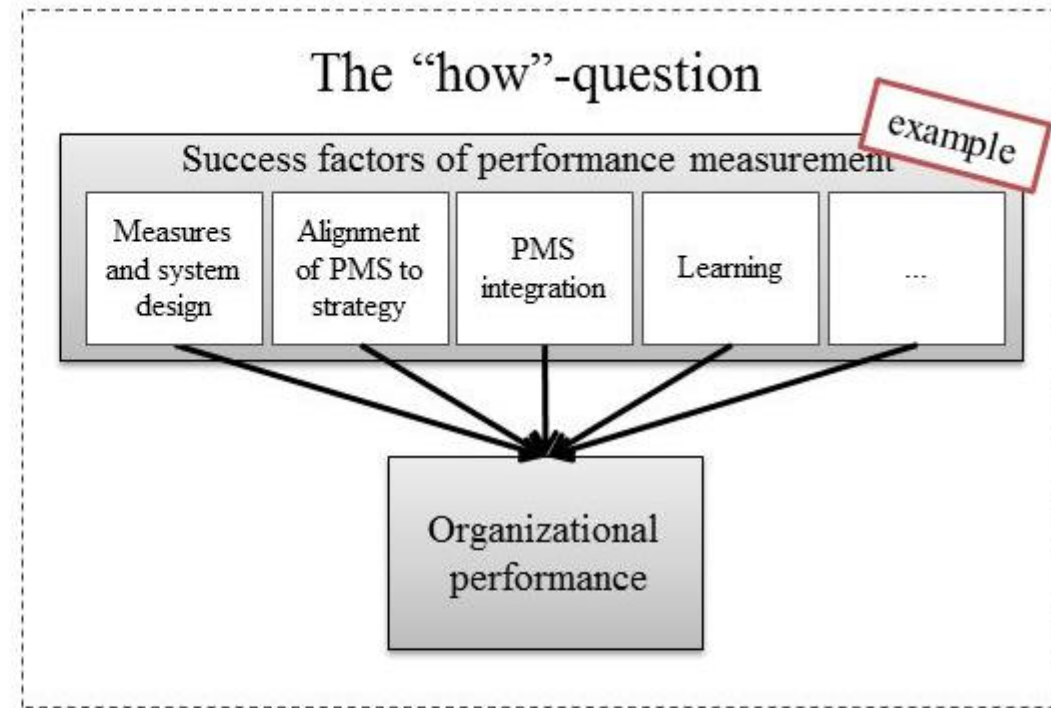 The “how”-question
example
Success factors of performance measurement
Measures
and system
design
Alignment
of PMS to
strategy
PMS
integration
Learning
...
Organizational
performance